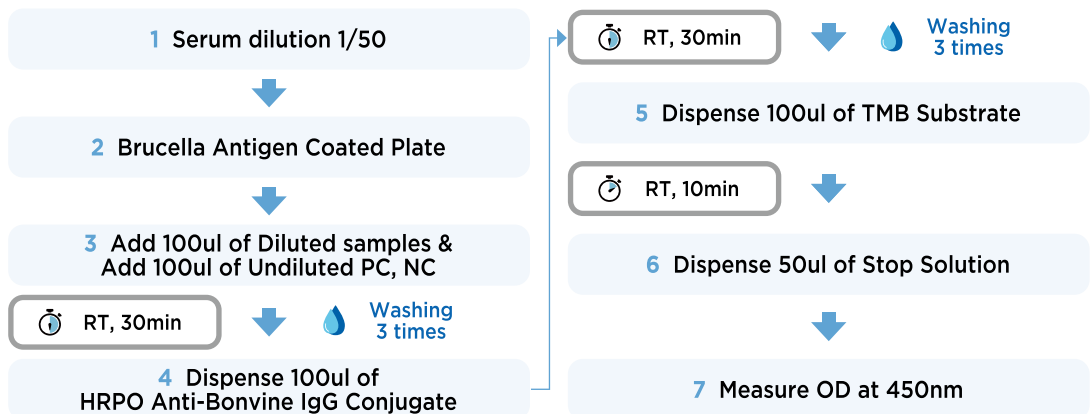 1 Serum dilution 1/50
2 Brucella Antigen Coated Plate
3 Add 100ul of Diluted samples &
Add 100ul of Undiluted PC, NC
RT, 30min
Washing
3 times
4 Dispense 100ul of
HRPO Anti-Bonvine IgG Conjugate
RT, 30min
Washing
3 times
5 Dispense 100ul of TMB Substrate
RT, 10min
6 Dispense 50ul of Stop Solution
7 Measure OD at 450nm